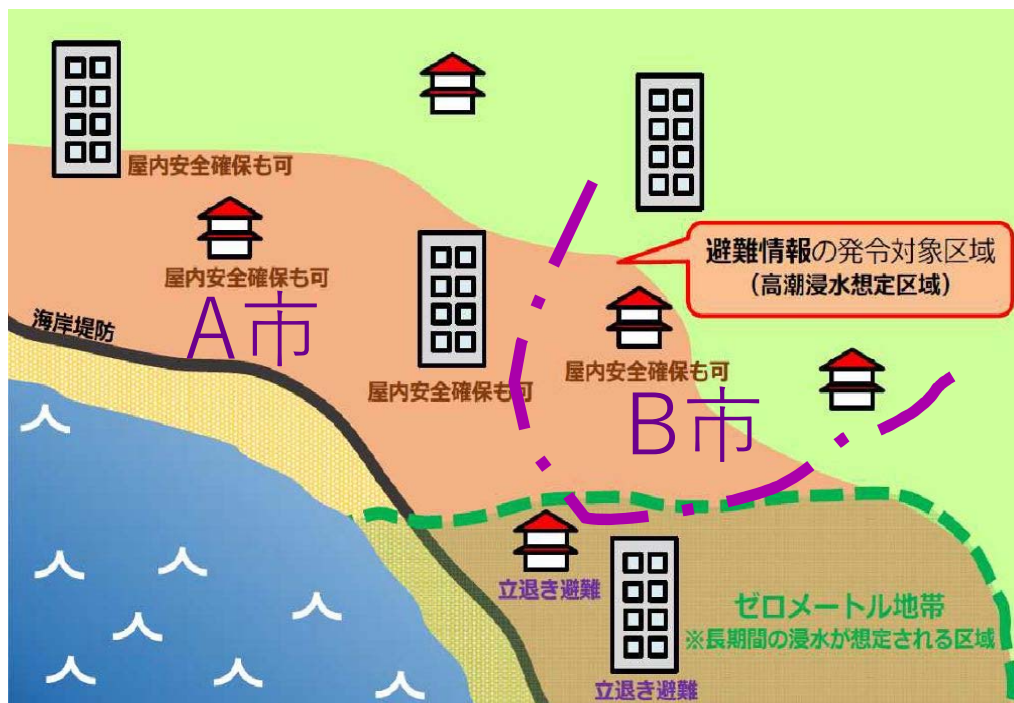 屋内安全確保も可
屋内安全確保も可
避難情報の発令対象区域
（高潮浸水想定区域）
海岸堤防
A市
屋内安全確保も可
屋内安全確保も可
B市
立退き避難
ゼロメートル地帯
※長期間の浸水が想定される区域
立退き避難